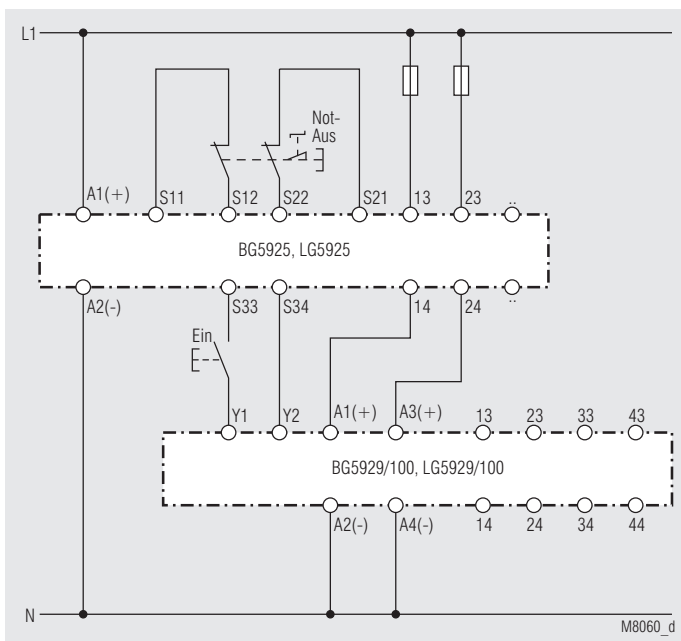 L1
Not-
Aus
A1(+) S11 S12 S22 S21 13 23 ..
BG5925, LG5925
A2(-) S33 S34 14 24 ..
Ein
Y1 Y2 A1(+) A3(+) 13 23 33 43
BG5929/100, LG5929/100
A2(-) A4(-) 14 24 34 44
N
M8060_d